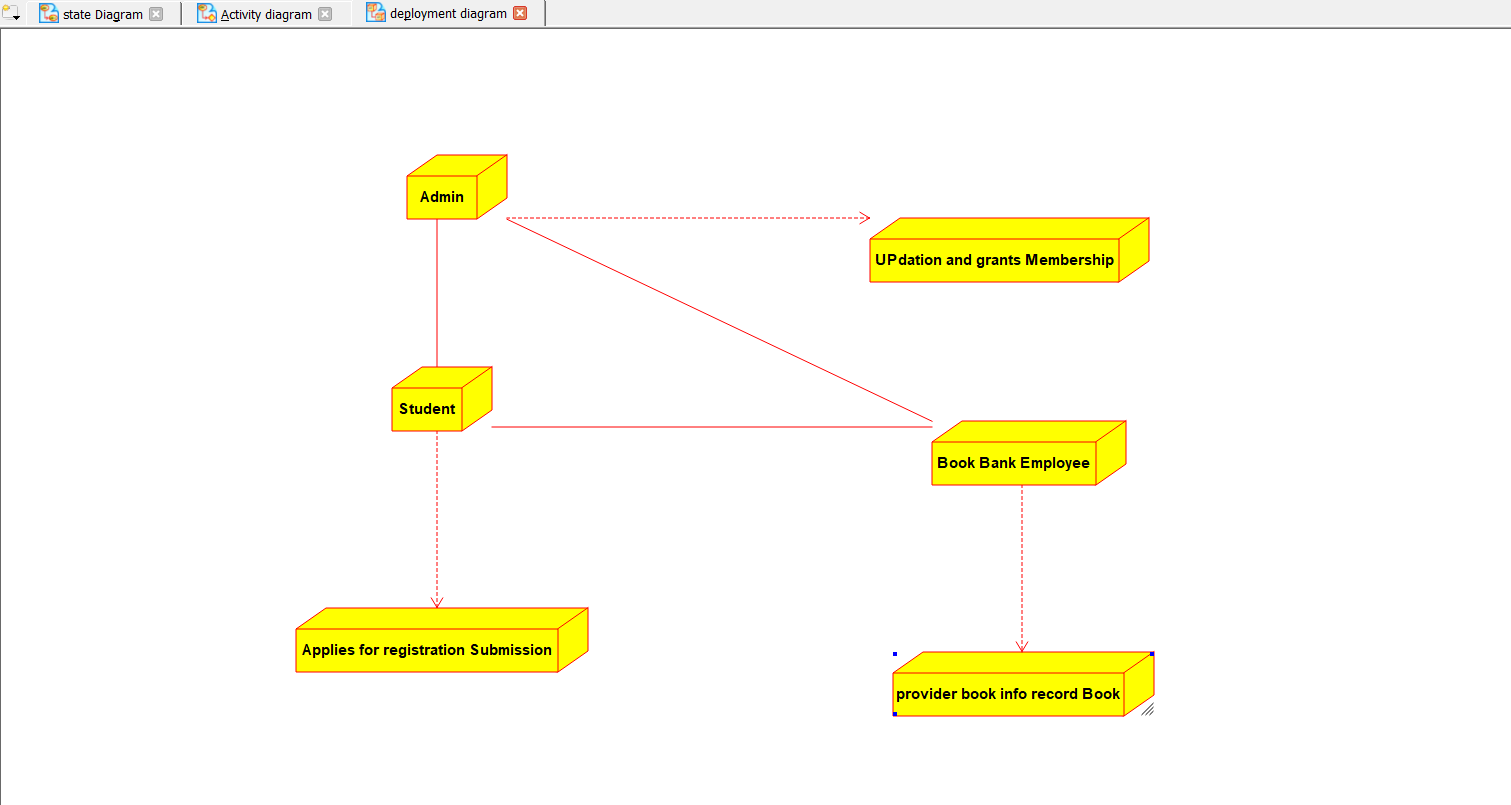 state Diagram
Activity diagram
deployment diagram
Admin
UPdation and grants Membership
Student
Book Bank Employee
Applies for registration Submission
provider book info record Book